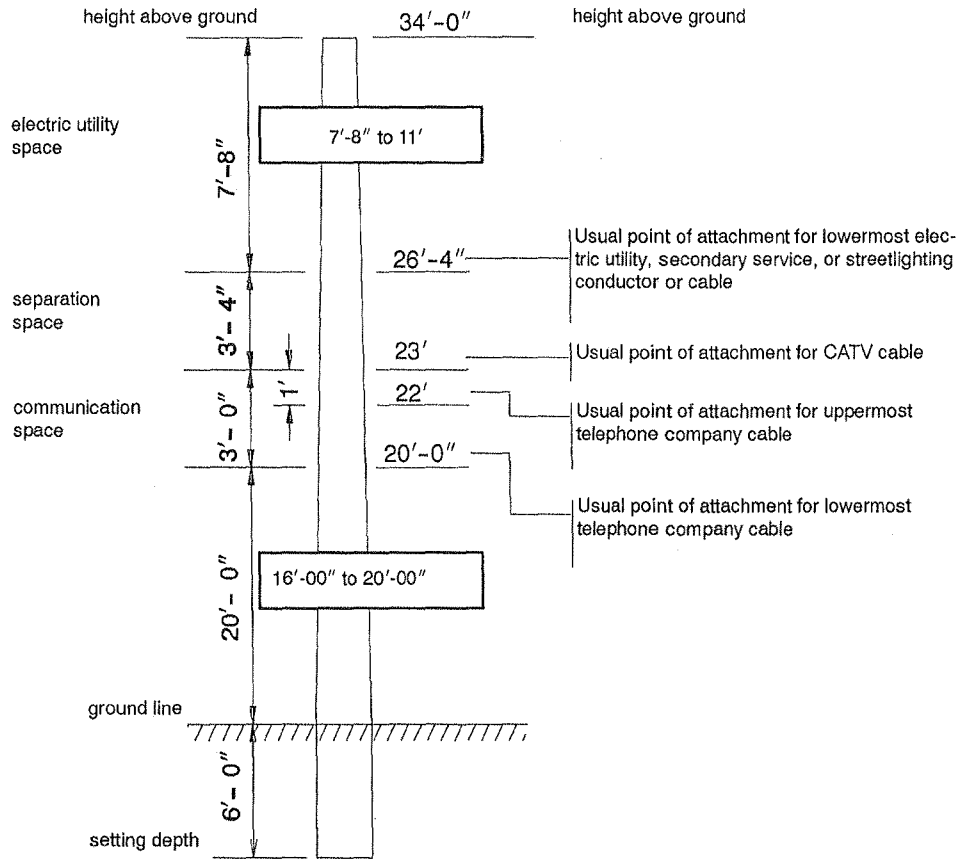 height above ground
34′-0″
height above ground
electric utility
space
7′-8″
7′-8″ to 11′
26′-4″
Usual point of attachment for lowermost elec-
tric utility, secondary service, or streetlighting
conductor or cable
separation
space
3′- 4″
23′
Usual point of attachment for CATV cable
1′
22′
communication
space
3′- 0″
Usual point of attachment for uppermost
telephone company cable
20′-0″
Usual point of attachment for lowermost
telephone company cable
20′- 0″
16′-00″ to 20′-00″
ground line
6′- 0″
setting depth